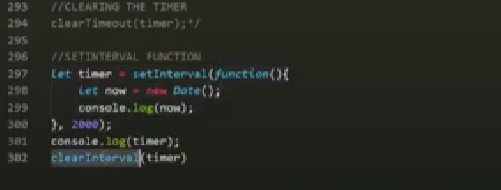 293 //CLEARING THE TIMER
294 clearTimeout(timer);*/
295
296 //SETINTERVAL FUNCTION
297 let timer = setInterval(function(){
298 let now = new Date();
299 console.log(now);
300 }, 2000);
301 console.log(timer);
302 clearInterval(timer)